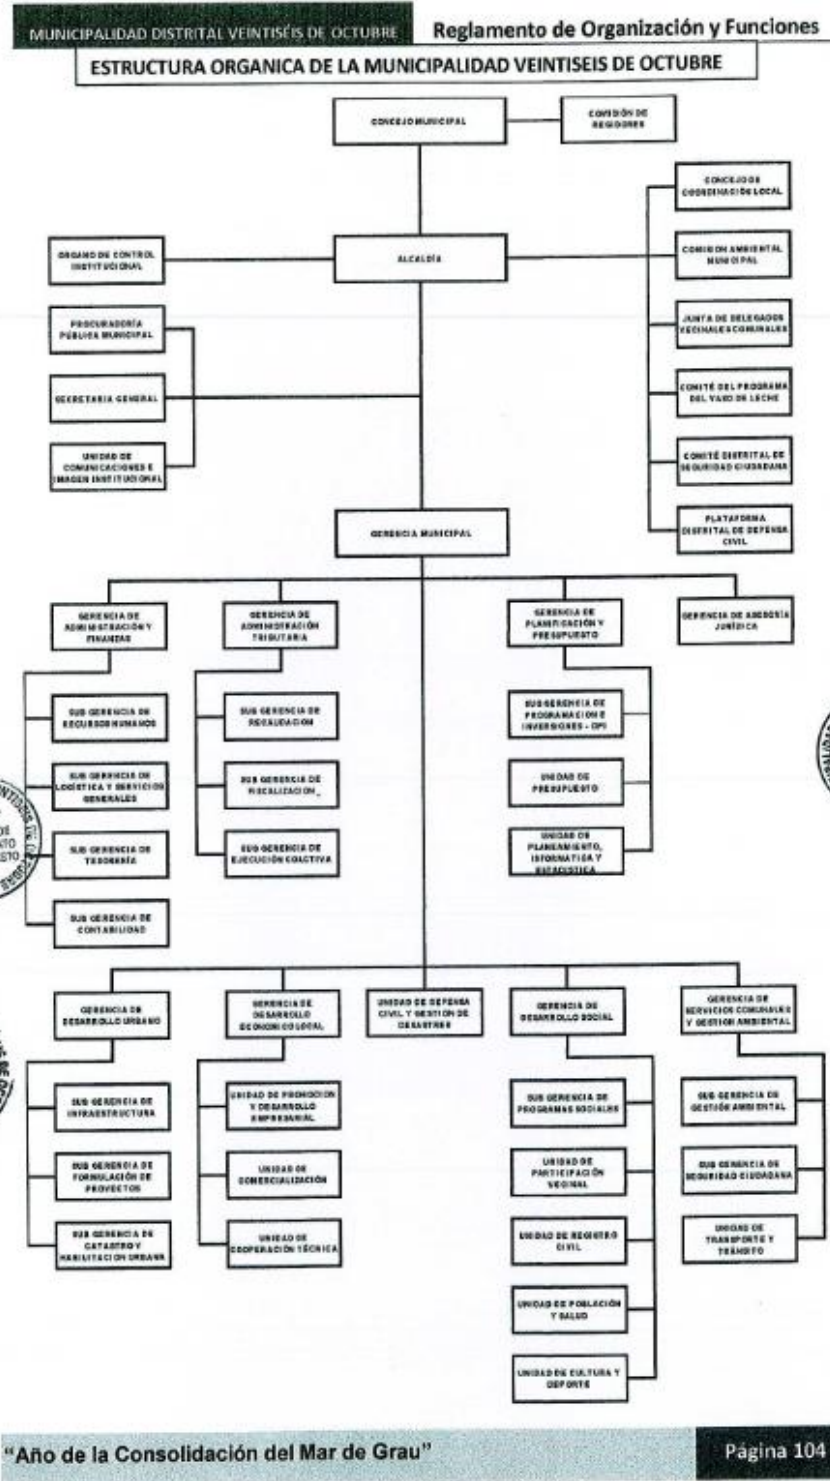 MUNICIPALIDAD DISTRITAL VEINTISÉIS DE OCTUBRE
Reglamento de Organización y Funciones
ESTRUCTURA ORGANICA DE LA MUNICIPALIDAD VEINTISEIS DE OCTUBRE
CONCEJO MUNICIPAL
COMISIÓN DE
REGIDORES
CONCEJO DE
COORDINACIÓN LOCAL
ORGANO DE CONTROL
INSTITUCIONAL
ALCALDÍA
COMISION AMBIENTAL
MUNICIPAL
PROCURADORÍA
PÚBLICA MUNICIPAL
JUNTA DE DELEGADOS
VECINALES COMUNALES
SECRETARIA GENERAL
COMITÉ DEL PROGRAMA
DEL VASO DE LECHE
UNIDAD DE
COMUNICACIONES E
IMAGEN INSTITUCIONAL
COMITÉ DISTRITAL DE
SEGURIDAD CIUDADANA
GERENCIA MUNICIPAL
PLATAFORMA
DISTRITAL DE DEFENSA
CIVIL
GERENCIA DE
ADMINISTRACIÓN Y
FINANZAS
GERENCIA DE
ADMINISTRACIÓN
TRIBUTARIA
GERENCIA DE
PLANIFICACIÓN Y
PRESUPUESTO
GERENCIA DE ASESORÍA
JURÍDICA
SUB GERENCIA DE
RECURSOS HUMANOS
SUB GERENCIA DE
RECAUDACION
SUB GERENCIA DE
PROGRAMACION E
INVERSIONES - OPI
SUB GERENCIA DE
LOGÍSTICA Y SERVICIOS
GENERALES
SUB GERENCIA DE
FISCALIZACION
UNIDAD DE
PRESUPUESTO
SUB GERENCIA DE
TESORERÍA
SUB GERENCIA DE
EJECUCIÓN COACTIVA
UNIDAD DE
PLANEAMIENTO,
INFORMATICA Y
ESTADISTICA
SUB GERENCIA DE
CONTABILIDAD
GERENCIA DE
DESARROLLO URBANO
GERENCIA DE
DESARROLLO
ECONOMICO LOCAL
UNIDAD DE DEFENSA
CIVIL Y GESTIÓN DE
DESASTRES
GERENCIA DE
DESARROLLO SOCIAL
GERENCIA DE
SERVICIOS COMUNALES
Y GESTION AMBIENTAL
SUB GERENCIA DE
INFRAESTRUCTURA
UNIDAD DE PROMOCION
Y DESARROLLO
EMPRESARIAL
SUB GERENCIA DE
PROGRAMAS SOCIALES
SUB GERENCIA DE
GESTIÓN AMBIENTAL
SUB GERENCIA DE
FORMULACIÓN DE
PROYECTOS
UNIDAD DE
COMERCIALIZACIÓN
UNIDAD DE
PARTICIPACIÓN
VECINAL
SUB GERENCIA DE
SEGURIDAD CIUDADANA
SUB GERENCIA DE
CATASTRO Y
HABILITACION URBANA
UNIDAD DE
COOPERACIÓN TÉCNICA
UNIDAD DE REGISTRO
CIVIL
UNIDAD DE
TRANSPORTE Y
TRÁNSITO
UNIDAD DE POBLACIÓN
Y SALUD
UNIDAD DE CULTURA Y
DEPORTE
"Año de la Consolidación del Mar de Grau"
Página 104